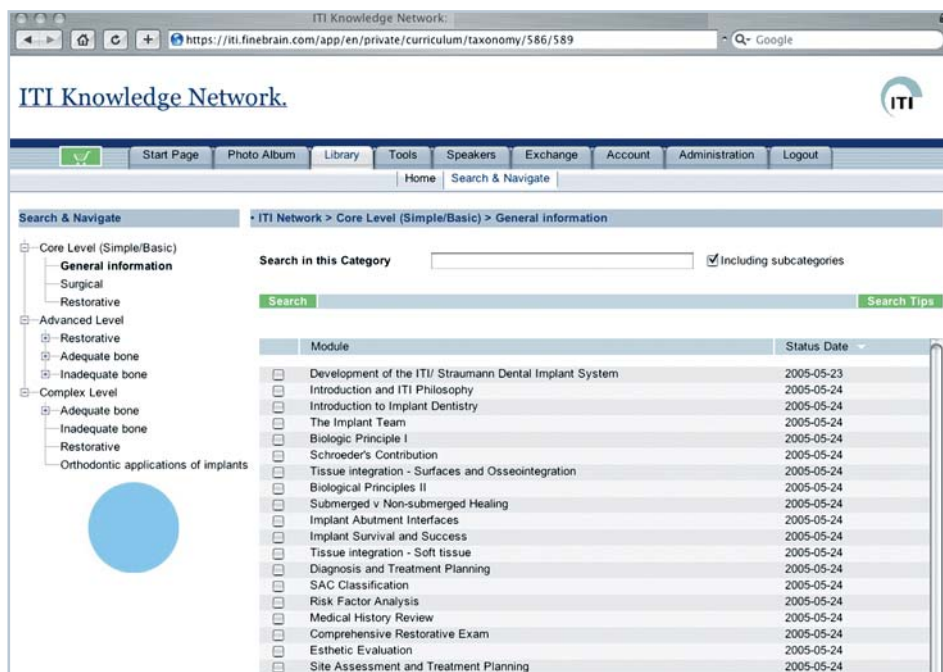 ITI Knowledge Network:
https://iti.finebrain.com/app/en/private/curriculum/taxonomy/586/589
Google
ITI Knowledge Network.
ITI
Start Page Photo Album Library Tools Speakers Exchange Account Administration Logout
Home Search & Navigate
Search & Navigate
• ITI Network > Core Level (Simple/Basic) > General information
Core Level (Simple/Basic)
General information
Surgical
Restorative
Advanced Level
Restorative
Adequate bone
Inadequate bone
Complex Level
Adequate bone
Inadequate bone
Restorative
Orthodontic applications of implants
Search in this Category Including subcategories
Search Search Tips
Module Status Date
Development of the ITI/ Straumann Dental Implant System 2005-05-23
Introduction and ITI Philosophy 2005-05-24
Introduction to Implant Dentistry 2005-05-24
The Implant Team 2005-05-24
Biologic Principle I 2005-05-24
Schroeder's Contribution 2005-05-24
Tissue integration - Surfaces and Osseointegration 2005-05-24
Biological Principles II 2005-05-24
Submerged v Non-submerged Healing 2005-05-24
Implant Abutment Interfaces 2005-05-24
Implant Survival and Success 2005-05-24
Tissue integration - Soft tissue 2005-05-24
Diagnosis and Treatment Planning 2005-05-24
SAC Classification 2005-05-24
Risk Factor Analysis 2005-05-24
Medical History Review 2005-05-24
Comprehensive Restorative Exam 2005-05-24
Esthetic Evaluation 2005-05-24
Site Assessment and Treatment Planning 2005-05-24